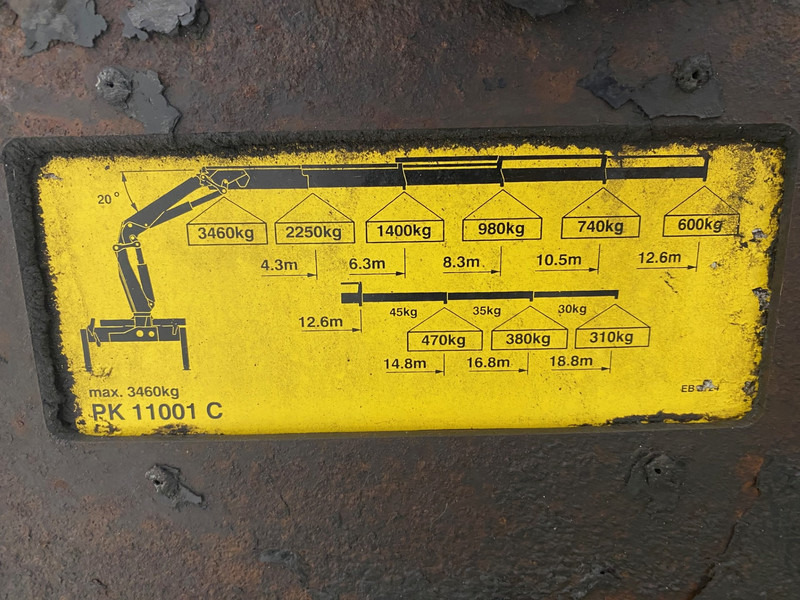 20°
3460kg 2250kg 1400kg 980kg 740kg 600kg
4.3m 6.3m 8.3m 10.5m 12.6m
45kg 35kg 30kg
12.6m
470kg 380kg 310kg
14.8m 16.8m 18.8m
max. 3460kg
EB
PK 11001 C